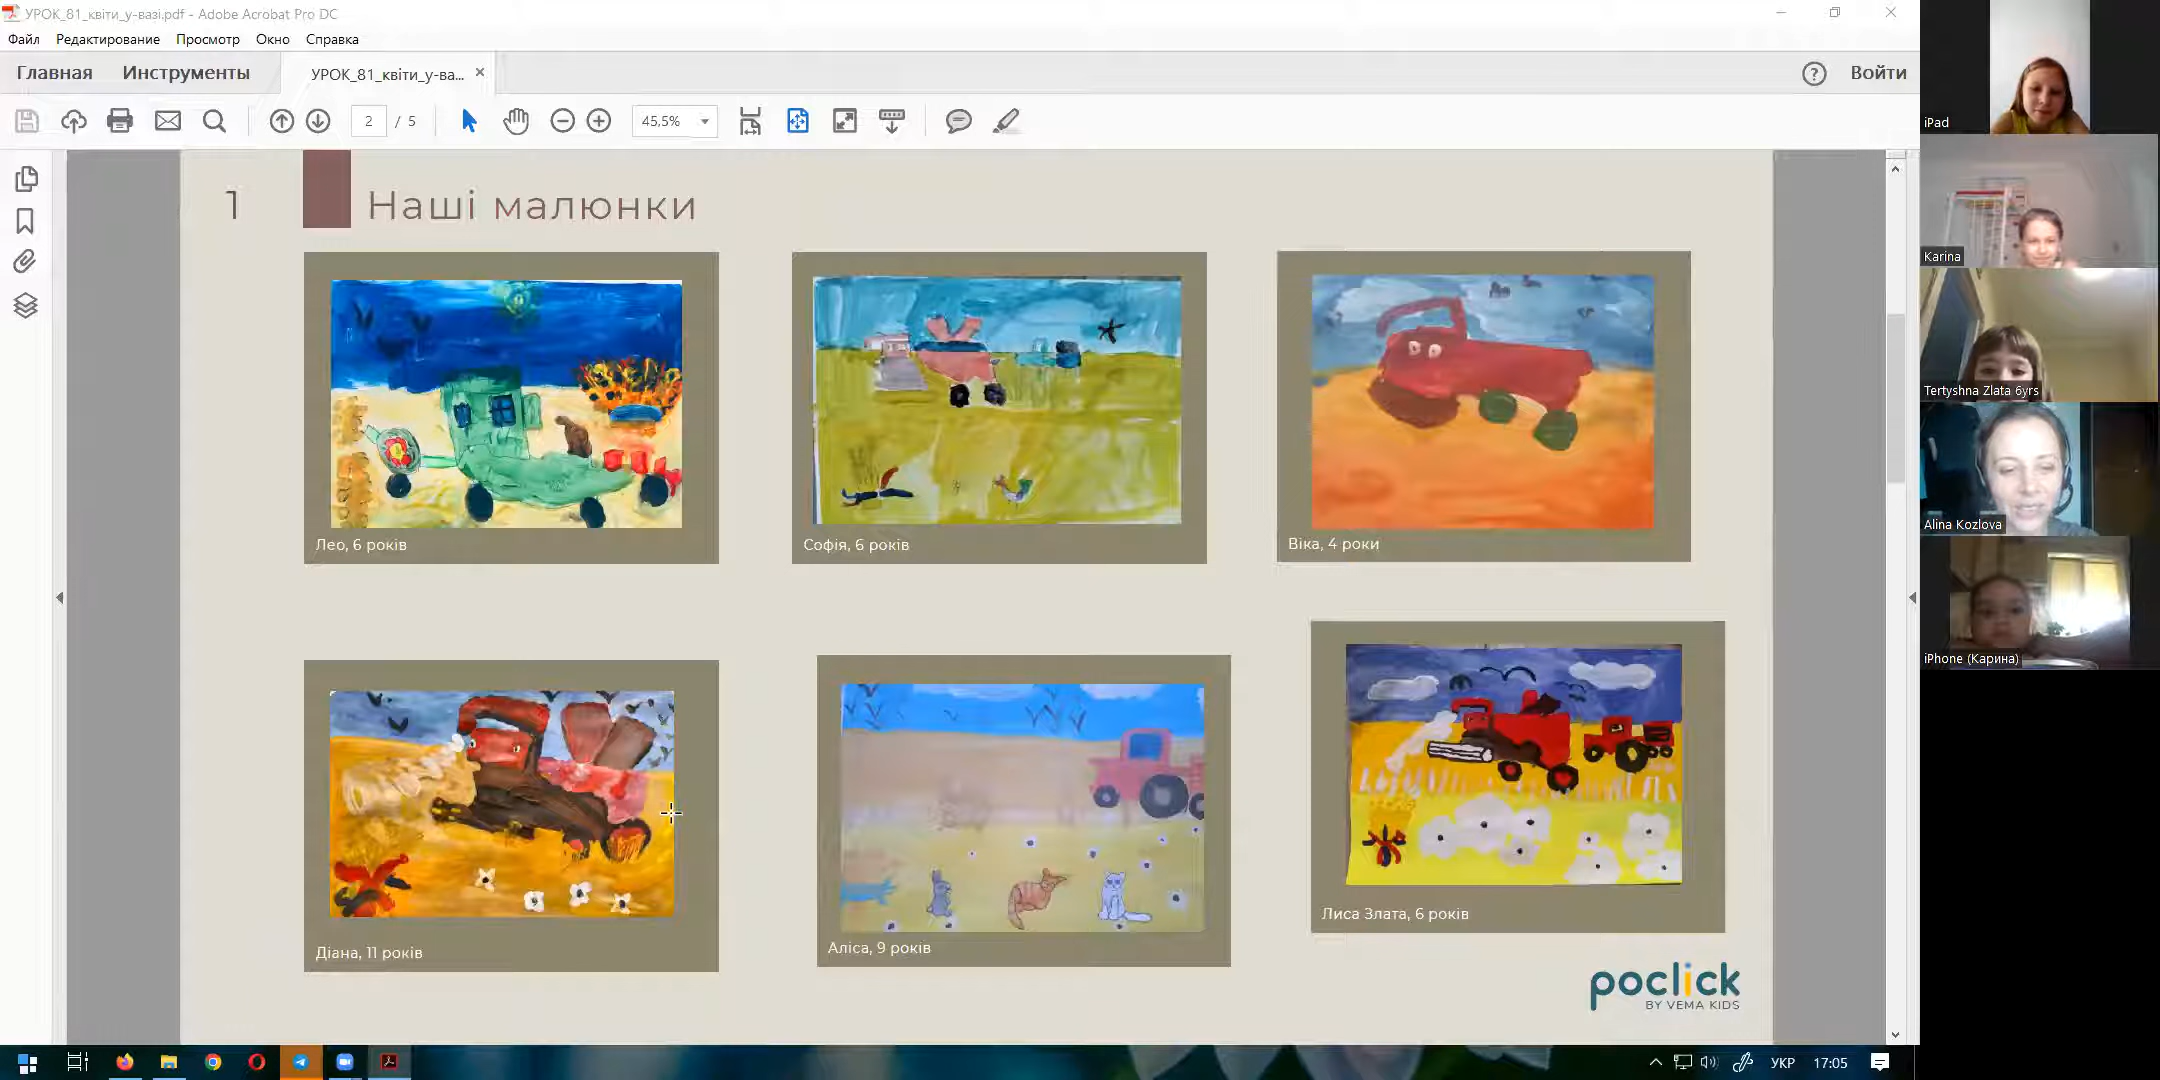 УРОК_81_квіти_у-вазі.pdf - Adobe Acrobat Pro DC
Файл Редактирование Просмотр Окно Справка
Главная Инструменты УРОК_81_квіти_у-ва... Войти
2 / 5 45,5%
1 Наші малюнки
Лео, 6 років
Софія, 6 років
Віка, 4 роки
Діана, 11 років
Аліса, 9 років
Лиса Злата, 6 років
poclick
BY VEMA KIDS
iPad
Karina
Tertyshna Zlata 6yrs
Alina Kozlova
iPhone (Карина)
УКР 17:05